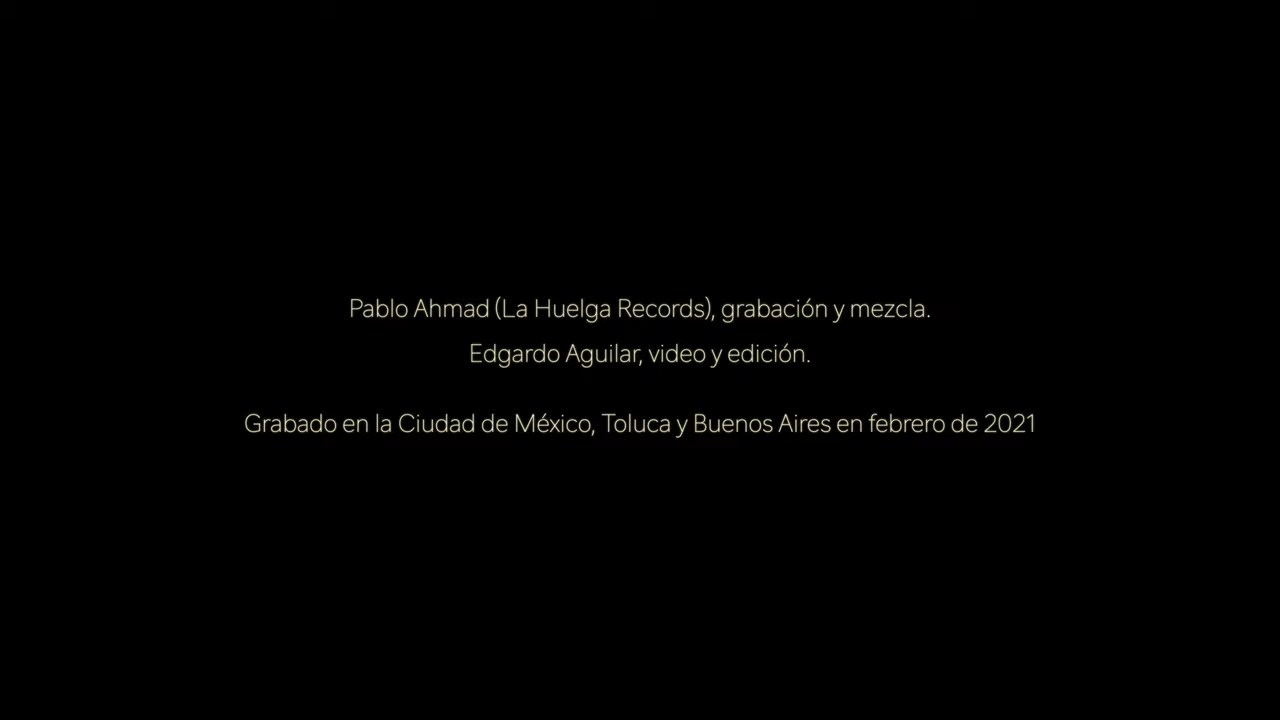 Pablo Ahmad (La Huelga Records), grabación y mezcla.
Edgardo Aguilar, video y edición.
Grabado en la Ciudad de México, Toluca y Buenos Aires en febrero de 2021